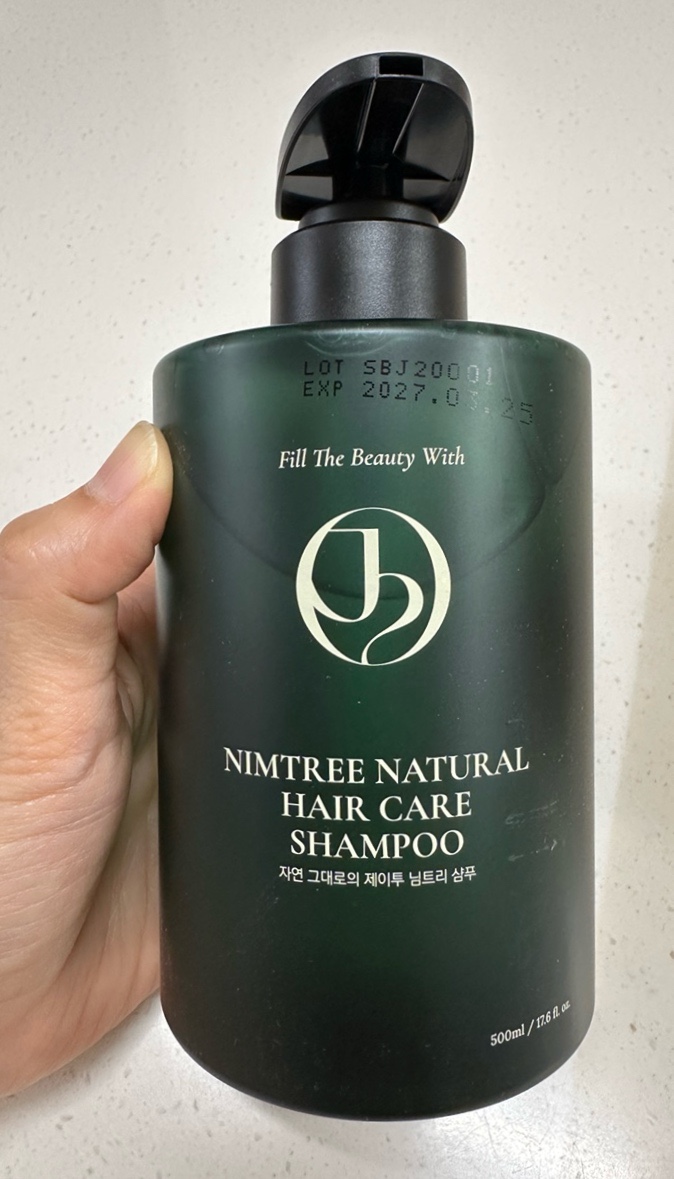 LOT SBJ20001
EXP 2027.03.25
Fill The Beauty With
J2
NIMTREE NATURAL
HAIR CARE
SHAMPOO
자연 그대로의 제이투 님트리 샴푸
500ml / 17.6 fl. oz.